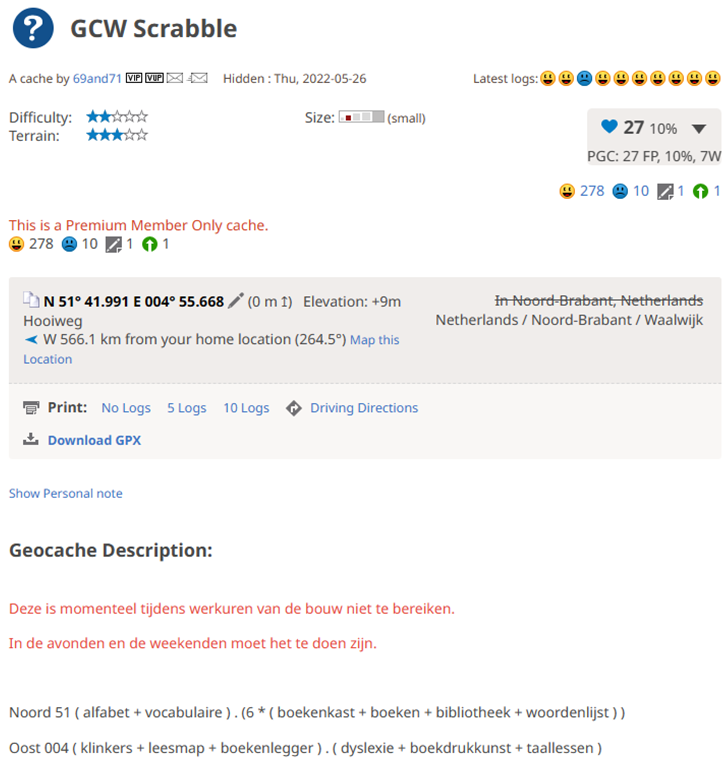 GCW Scrabble
A cache by 69and71 VIP VUP Hidden : Thu, 2022-05-26 Latest logs:
Difficulty: Size: (small)
Terrain:
27 10%
PGC: 27 FP, 10%, 7W
278 10 1 1
This is a Premium Member Only cache.
278 10 1 1
N 51° 41.991 E 004° 55.668 (0 m ↥) Elevation: +9m
In Noord-Brabant, Netherlands
Hooiweg
Netherlands / Noord-Brabant / Waalwijk
W 566.1 km from your home location (264.5°) Map this
Location
Print: No Logs 5 Logs 10 Logs Driving Directions
Download GPX
Show Personal note
Geocache Description:
Deze is momenteel tijdens werkuren van de bouw niet te bereiken.
In de avonden en de weekenden moet het te doen zijn.
Noord 51 ( alfabet + vocabulaire ) . (6 * ( boekenkast + boeken + bibliotheek + woordenlijst ) )
Oost 004 ( klinkers + leesmap + boekenlegger ) . ( dyslexie + boekdrukkunst + taallessen )